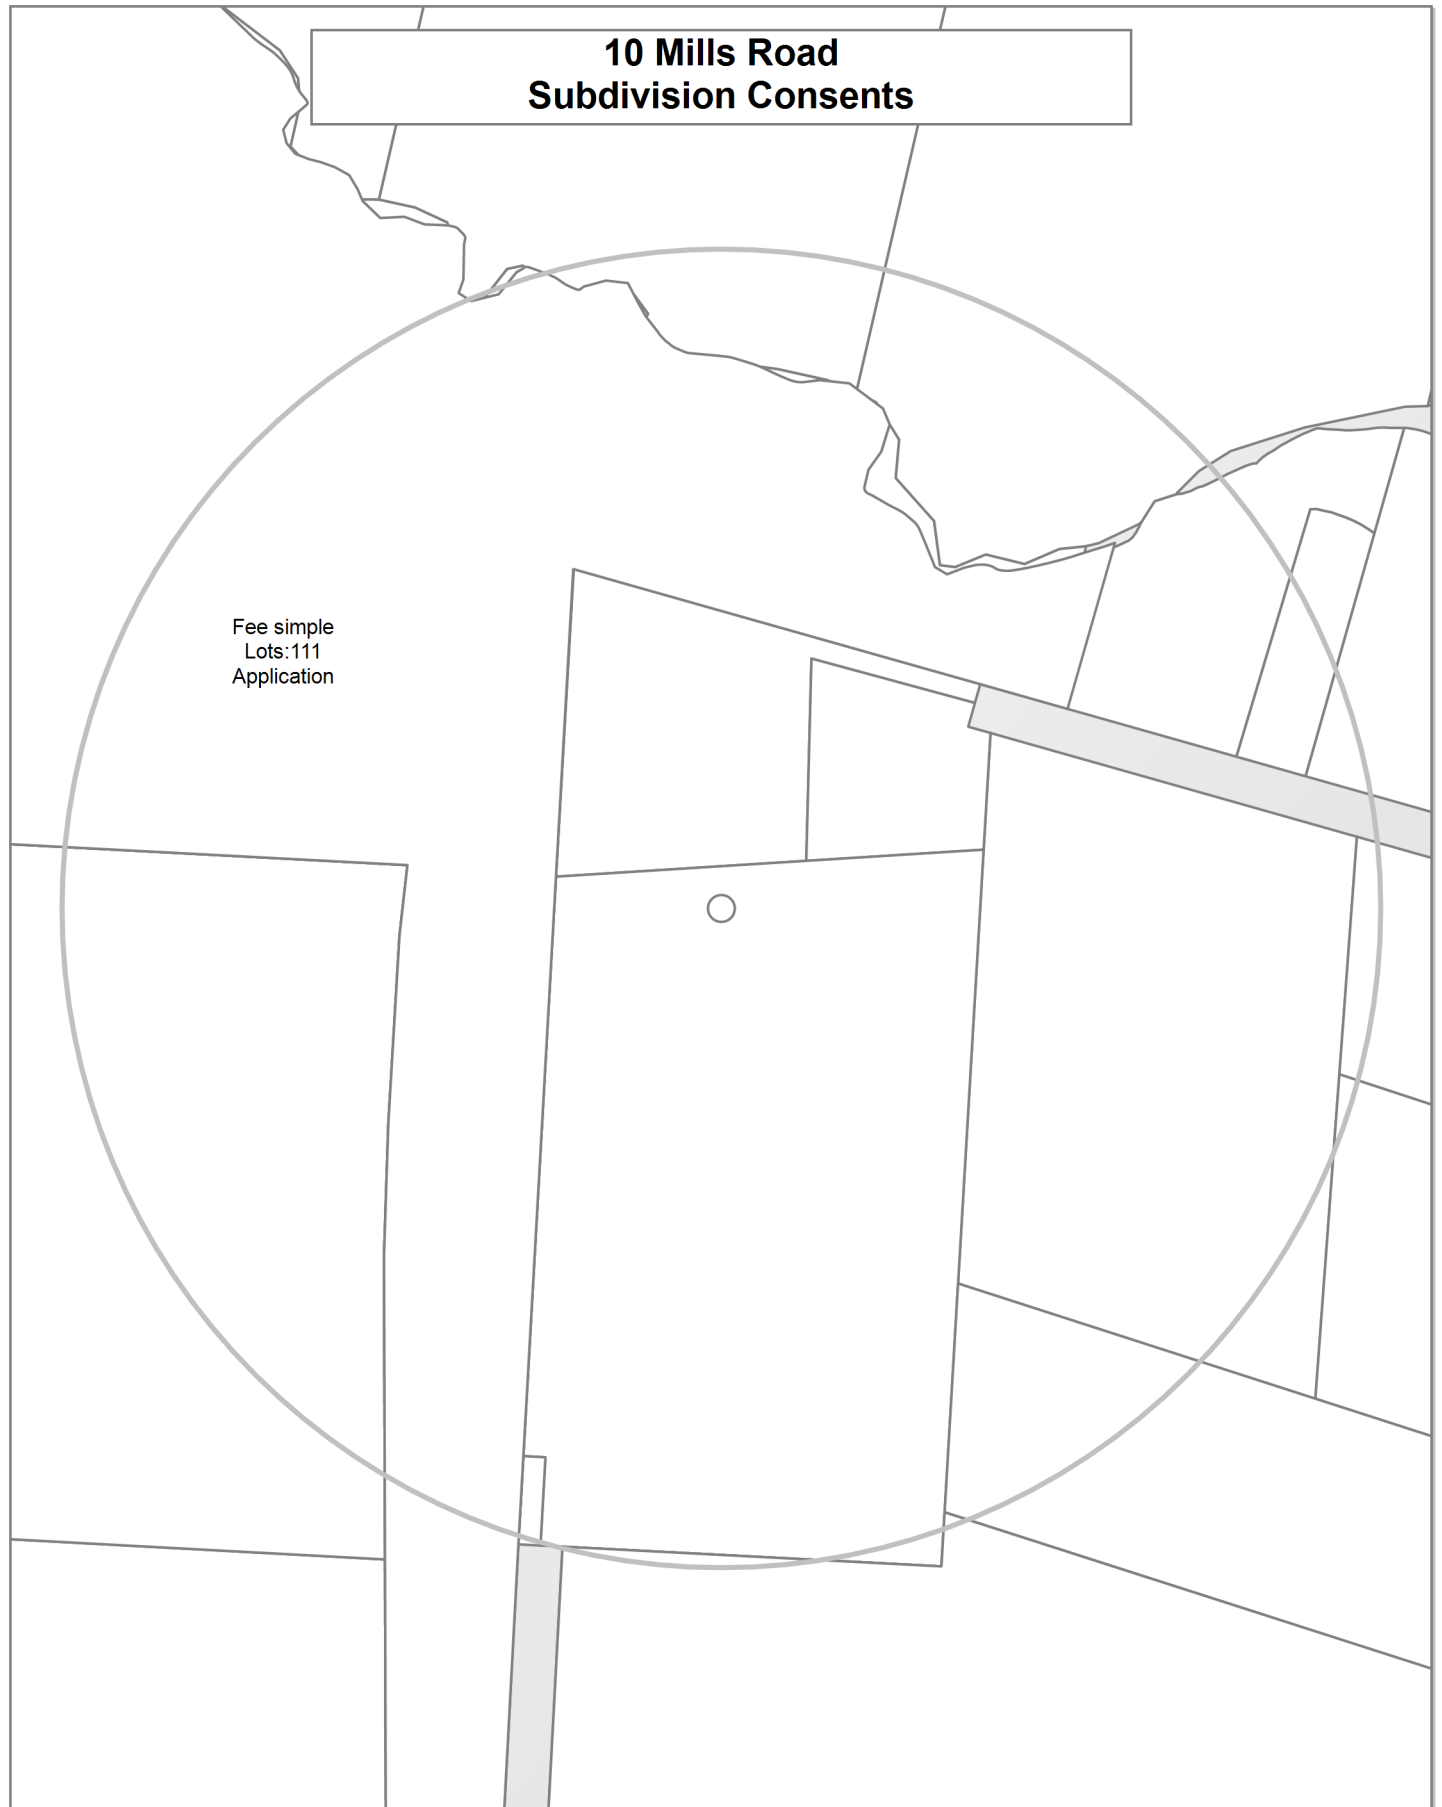 10 Mills Road
Subdivision Consents
Fee simple
Lots:111
Application